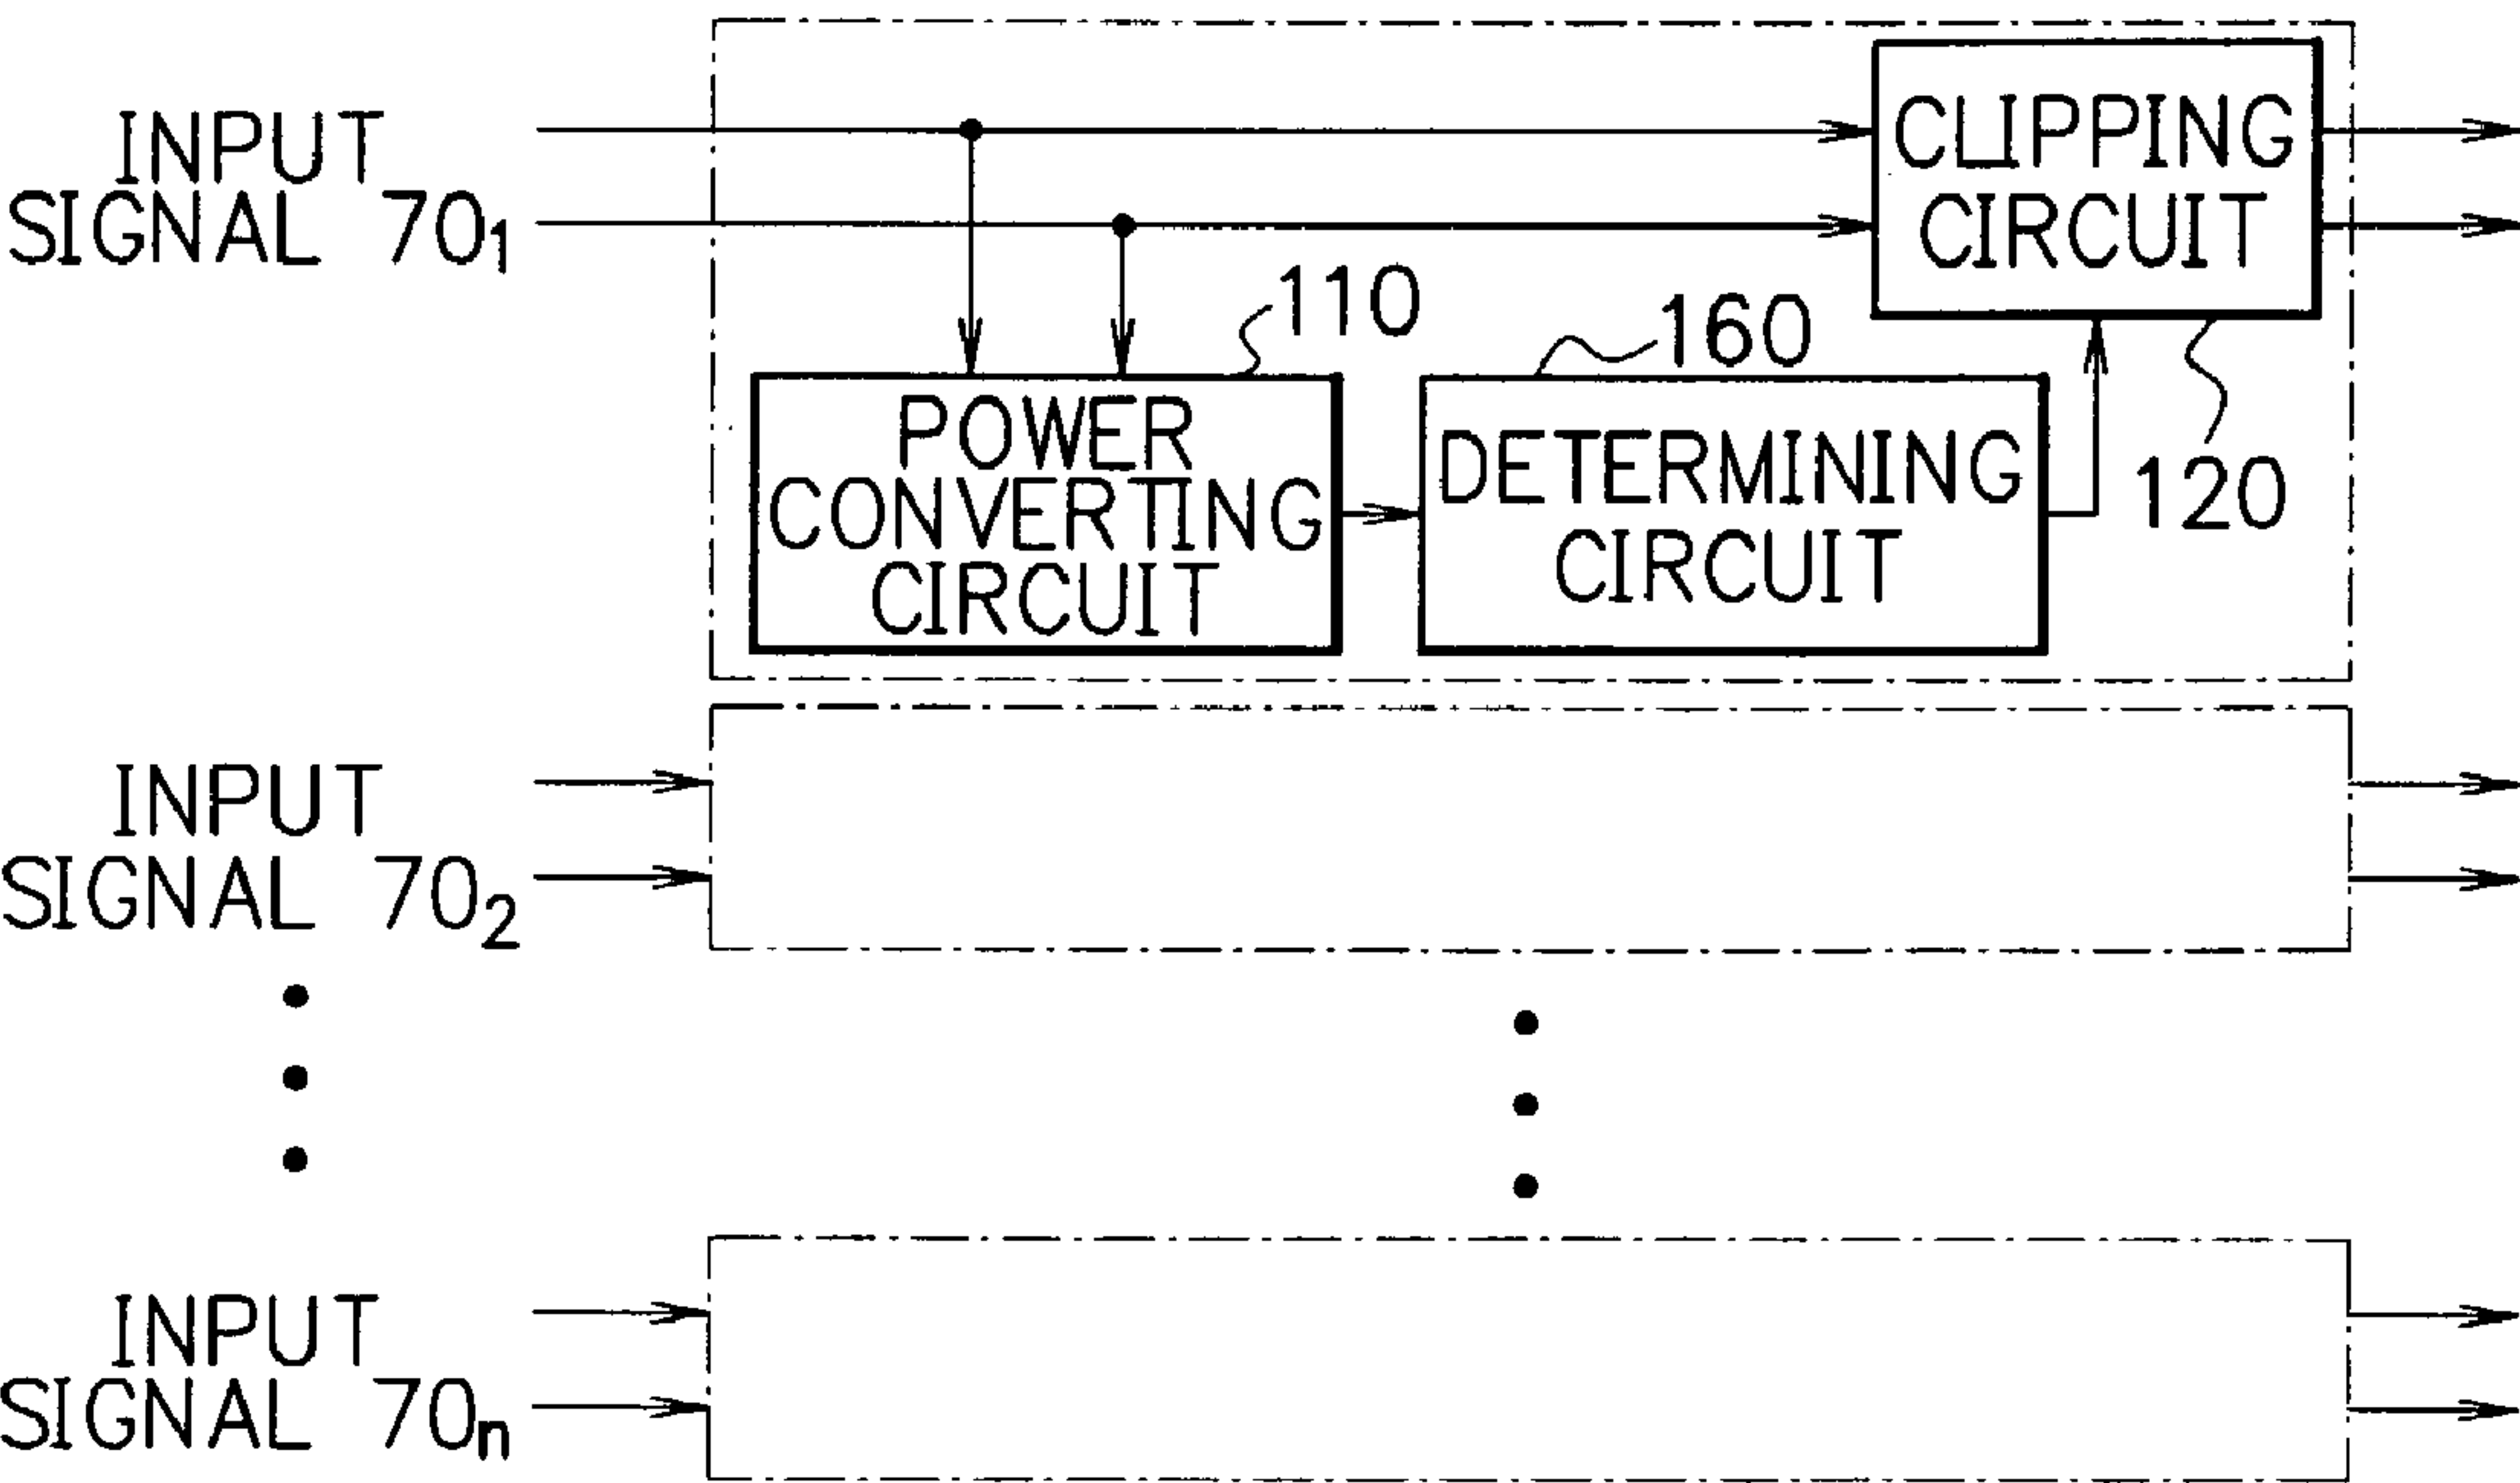 INPUT
SIGNAL 70₁
CLIPPING
CIRCUIT
110
160
120
POWER
CONVERTING
CIRCUIT
DETERMINING
CIRCUIT
INPUT
SIGNAL 70₂
INPUT
SIGNAL 70ₙ